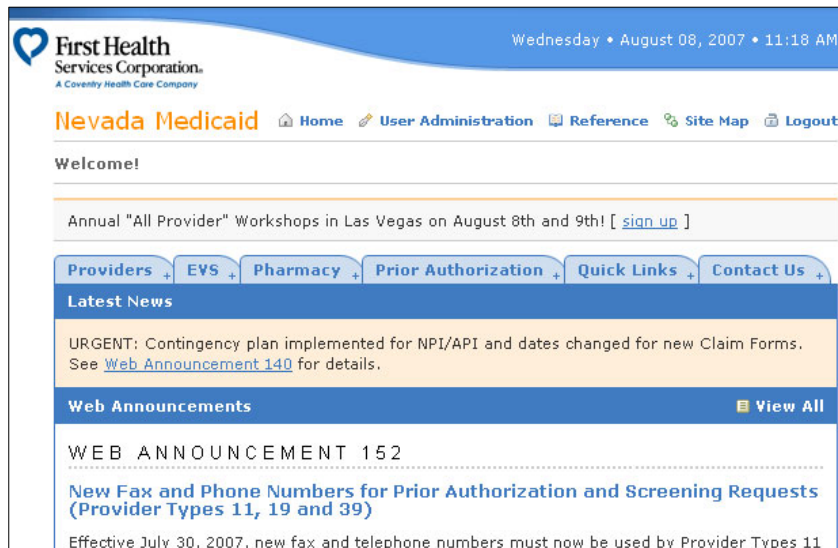 First Health
Services Corporation.
A Coventry Health Care Company
Wednesday • August 08, 2007 • 11:18 AM
Nevada Medicaid Home User Administration Reference Site Map Logout
Welcome!
Annual "All Provider" Workshops in Las Vegas on August 8th and 9th! [ sign up ]
Providers + EVS + Pharmacy + Prior Authorization + Quick Links + Contact Us +
Latest News
URGENT: Contingency plan implemented for NPI/API and dates changed for new Claim Forms.
See Web Announcement 140 for details.
Web Announcements View All
WEB ANNOUNCEMENT 152
New Fax and Phone Numbers for Prior Authorization and Screening Requests
(Provider Types 11, 19 and 39)
Effective July 30, 2007, new fax and telephone numbers must now be used by Provider Types 11